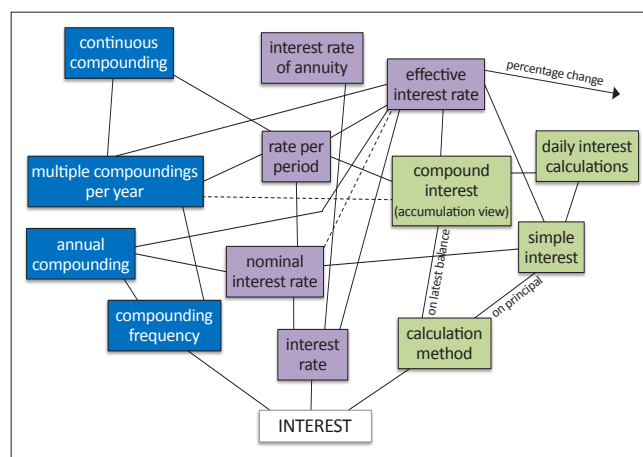 continuous
compounding
interest rate
of annuity
effective
interest rate
percentage change
rate per
period
daily interest
calculations
multiple compoundings
per year
compound
interest
(accumulation view)
annual
compounding
nominal
interest rate
simple
interest
on latest balance
on principal
compounding
frequency
interest
rate
calculation
method
INTEREST